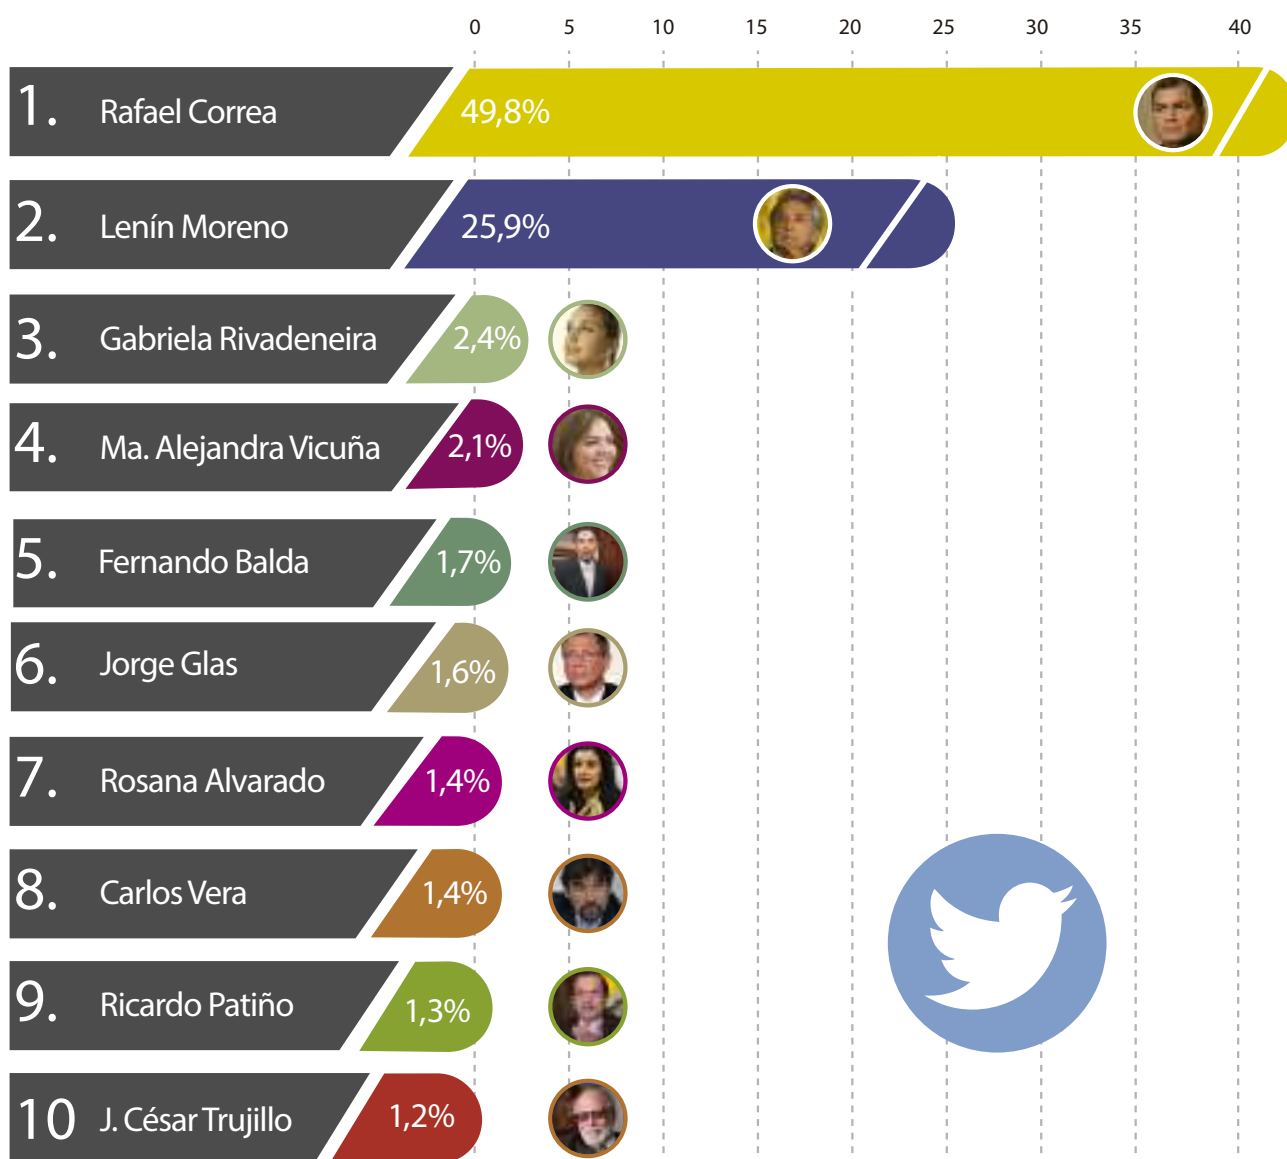 0 5 10 15 20 25 30 35 40
1. Rafael Correa 49,8%
2. Lenín Moreno 25,9%
3. Gabriela Rivadeneira 2,4%
4. Ma. Alejandra Vicuña 2,1%
5. Fernando Balda 1,7%
6. Jorge Glas 1,6%
7. Rosana Alvarado 1,4%
8. Carlos Vera 1,4%
9. Ricardo Patiño 1,3%
10 J. César Trujillo 1,2%